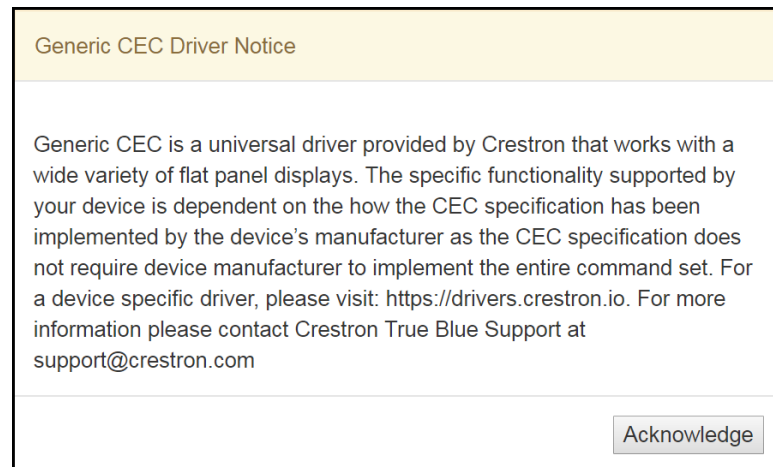 Generic CEC Driver Notice
Generic CEC is a universal driver provided by Crestron that works with a
wide variety of flat panel displays. The specific functionality supported by
your device is dependent on the how the CEC specification has been
implemented by the device's manufacturer as the CEC specification does
not require device manufacturer to implement the entire command set. For
a device specific driver, please visit: https://drivers.crestron.io. For more
information please contact Crestron True Blue Support at
support@crestron.com
Acknowledge